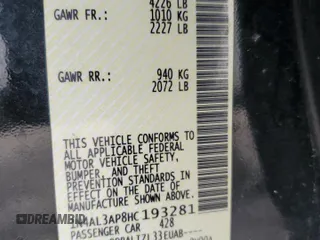 4226 LB
GAWR FR.: 1010 KG
2227 LB
GAWR RR.: 940 KG
2072 LB
THIS VEHICLE CONFORMS TO
ALL APPLICABLE FEDERAL
MOTOR VEHICLE SAFETY,
BUMPER, AND THEFT
PREVENTION STANDARDS IN
EFFECT ON THE DATE OF
MANUFACTURE SHOWN ABOVE.
1N4AL3AP8HC193281
PASSENGER CAR 428
DREAMBID